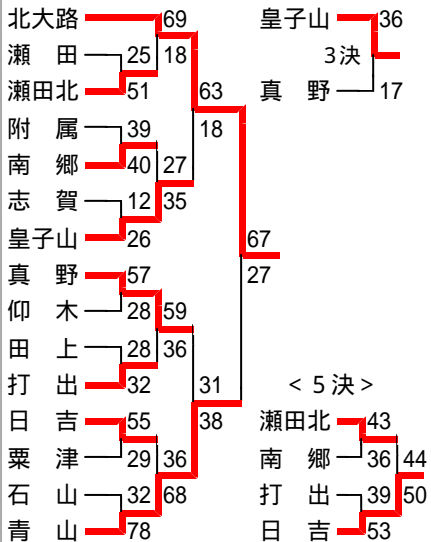 北大路 69 皇子山 36
瀬田 25 18 3決
瀬田北 51 63 真野 17
附属 39 18
南郷 40 27
志賀 12 35
皇子山 26 67
真野 57 27
仰木 28 59
田上 28 36
打出 32 31 <5決>
日吉 55 38 瀬田北 43
粟津 29 36 南郷 36 44
石山 32 68 打出 39 50
青山 78 日吉 53